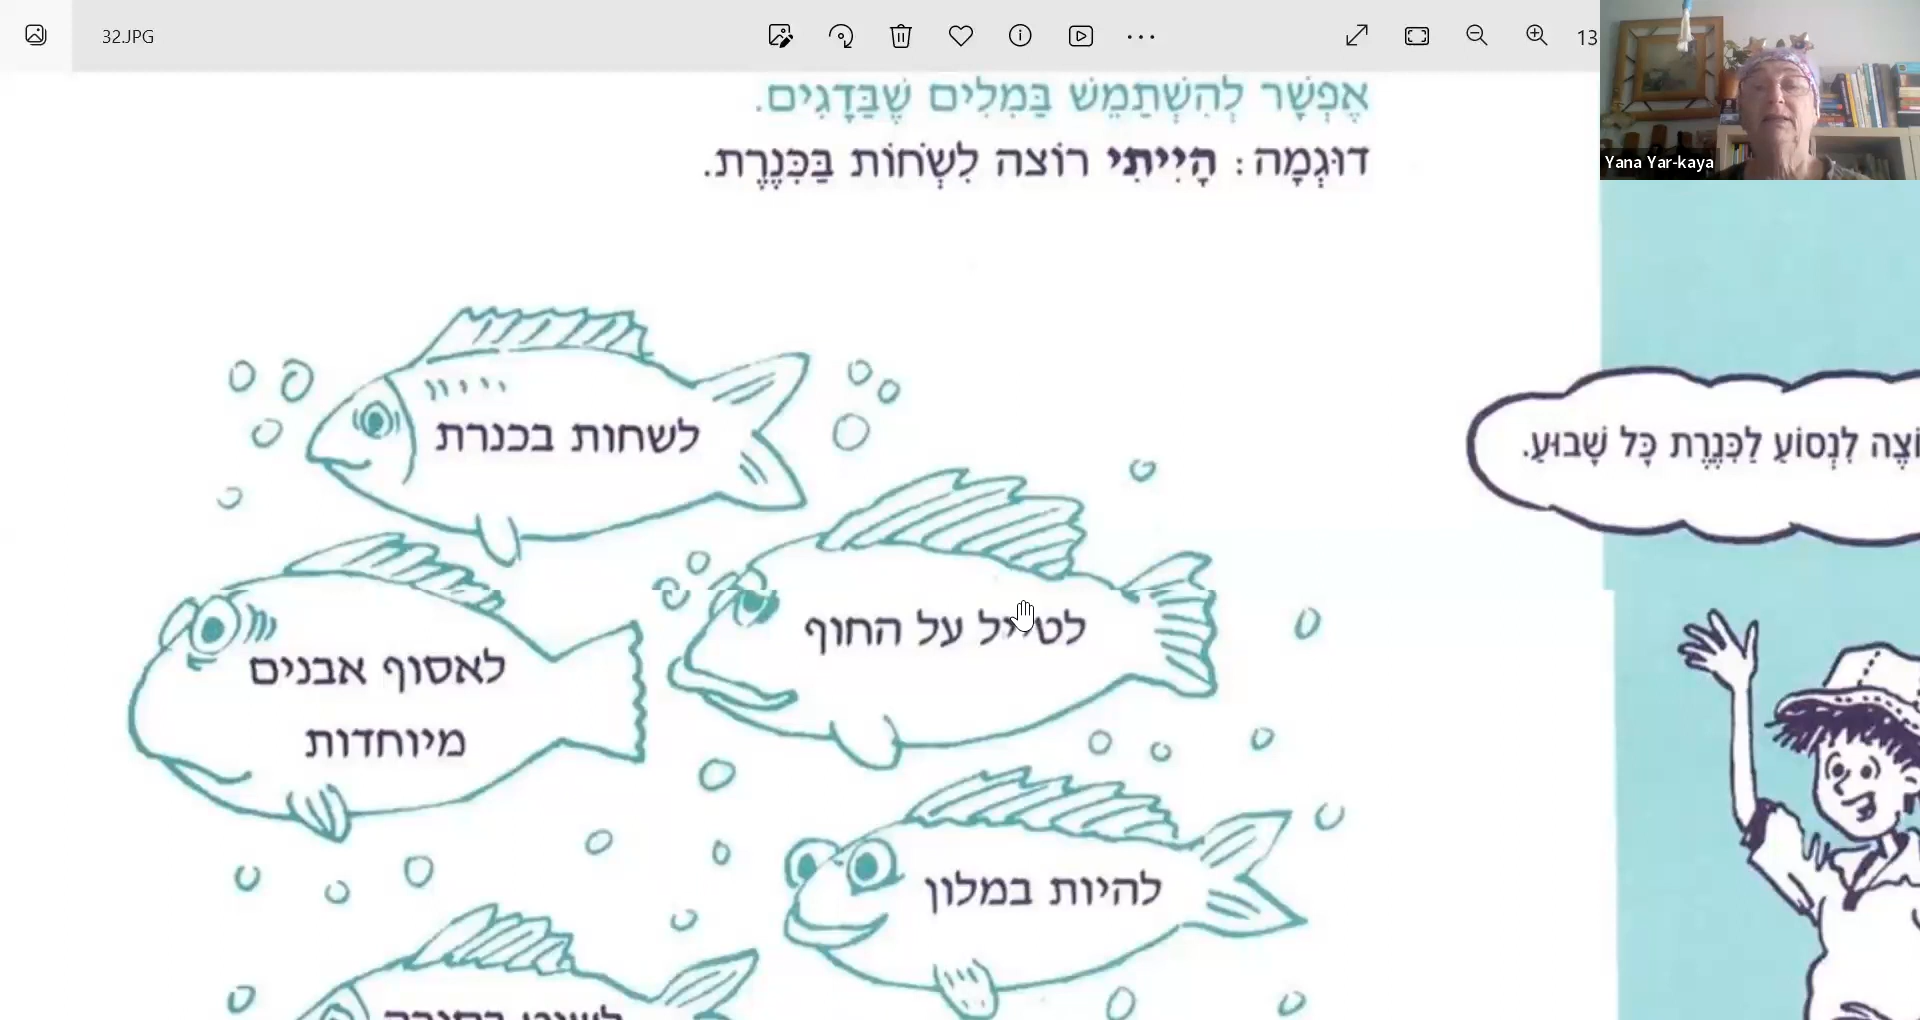 32.JPG
13
Yana Yar-kaya
אֶפְשָׁר לְהִשְׁתַמֵּשׁ בַּמִלִים שֶׁבַּדָגִים.
דוּגְמָה: הָיִיתִי רוֹצה לִשְׂחוֹת בַּכִּנֶרֶת.
לשחות בכנרת
לִנְסוֹעַ לַכִּנֶרֶת כָּל שָׁבוּעַ.
לטייל על החוף
לאסוף אבנים
מיוחדות
להיות במלון